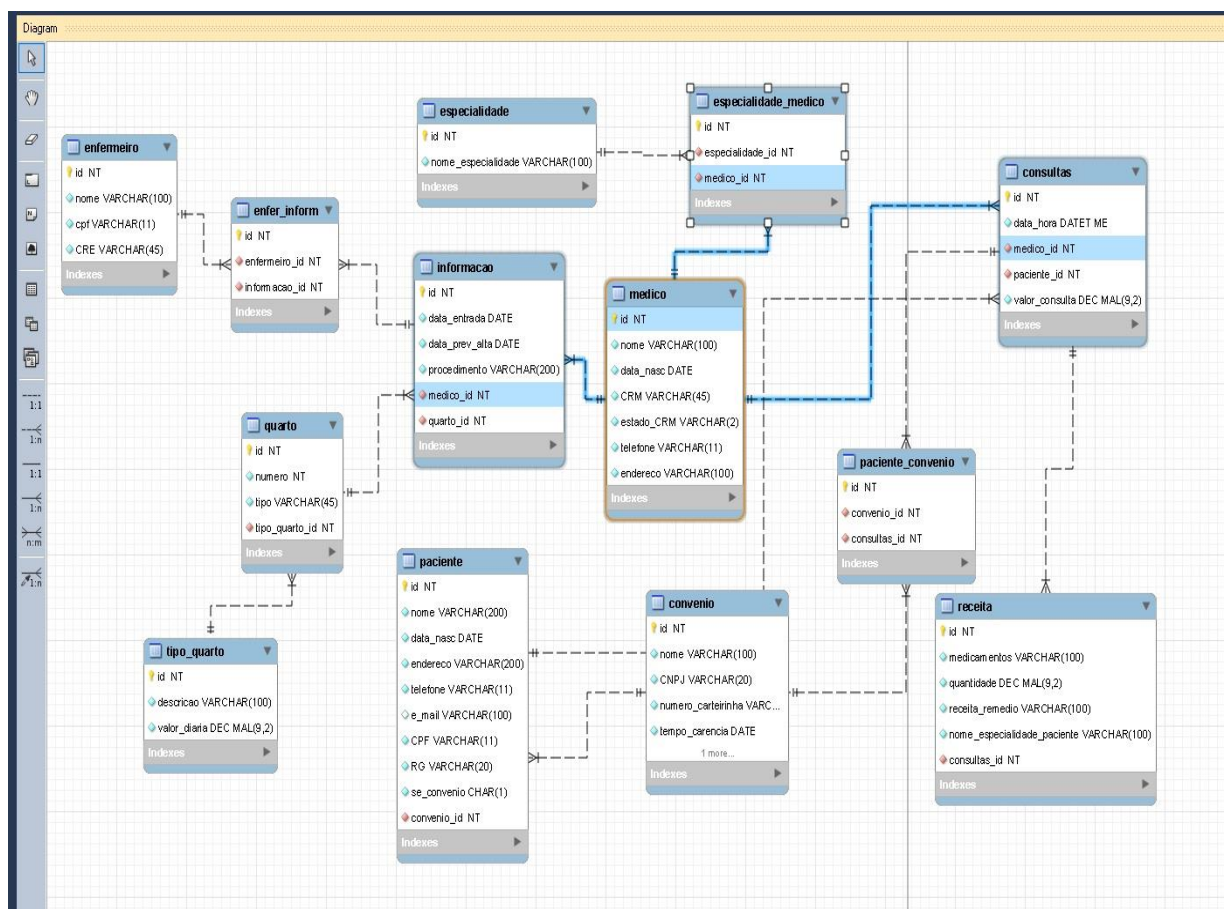 Diagram
1:1
1:n
1:1
1:n
n:m
1:n
enfermeiro
id NT
nome VARCHAR(100)
cpf VARCHAR(11)
CRE VARCHAR(45)
Indexes
enfer_inform
id NT
enfermeiro_id NT
informacao_id NT
Indexes
especialidade
id NT
nome_especialidade VARCHAR(100)
Indexes
especialidade_medico
id NT
especialidade_id NT
medico_id NT
Indexes
consultas
id NT
data_hora DATET ME
medico_id NT
paciente_id NT
valor_consulta DEC MAL(9,2)
Indexes
informacao
id NT
data_entrada DATE
data_prev_alta DATE
procedimento VARCHAR(200)
medico_id NT
quarto_id NT
Indexes
medico
id NT
nome VARCHAR(100)
data_nasc DATE
CRM VARCHAR(45)
estado_CRM VARCHAR(2)
telefone VARCHAR(11)
endereco VARCHAR(100)
Indexes
quarto
id NT
numero NT
tipo VARCHAR(45)
tipo_quarto_id NT
Indexes
paciente_convenio
id NT
convenio_id NT
consultas_id NT
Indexes
paciente
id NT
nome VARCHAR(200)
data_nasc DATE
endereco VARCHAR(200)
telefone VARCHAR(11)
e_mail VARCHAR(100)
CPF VARCHAR(11)
RG VARCHAR(20)
se_convenio CHAR(1)
convenio_id NT
Indexes
convenio
id NT
nome VARCHAR(100)
CNPJ VARCHAR(20)
numero_carteirinha VARC...
tempo_carencia DATE
1 more...
Indexes
receita
id NT
medicamentos VARCHAR(100)
quantidade DEC MAL(9,2)
receita_remedio VARCHAR(100)
nome_especialidade_paciente VARCHAR(100)
consultas_id NT
Indexes
tipo_quarto
id NT
descricao VARCHAR(100)
valor_diaria DEC MAL(9,2)
Indexes